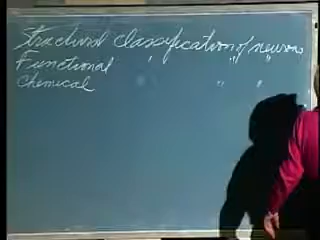 Structural classification of neurons
Functional " " "
Chemical " "